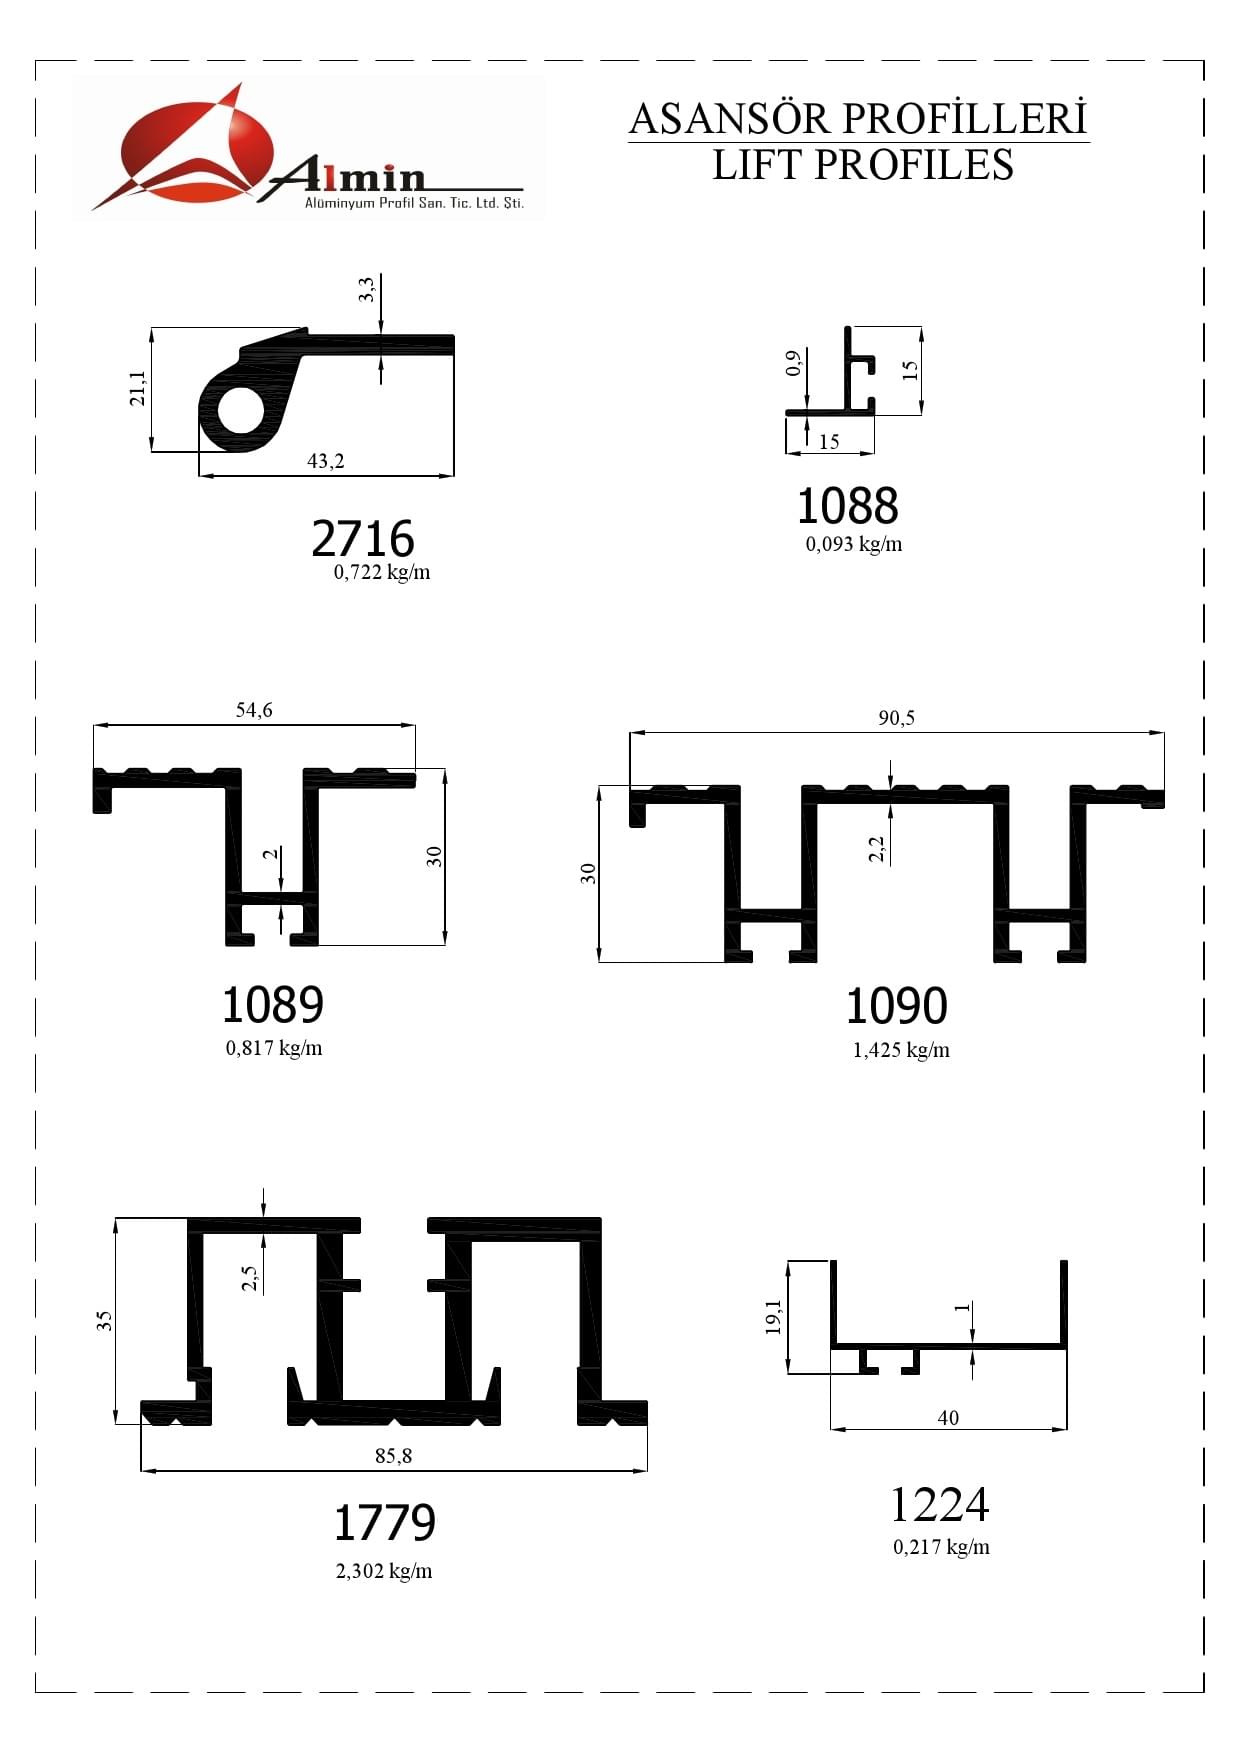 Almin
Alüminyum Profil San. Tic. Ltd. Şti.
ASANSÖR PROFİLLERİ
LIFT PROFILES
3,3
21,1
43,2
2716
0,722 kg/m
0,9
15
15
1088
0,093 kg/m
54,6
2
30
1089
0,817 kg/m
90,5
30
2,2
1090
1,425 kg/m
35
2,5
85,8
1779
2,302 kg/m
19,1
1
40
1224
0,217 kg/m